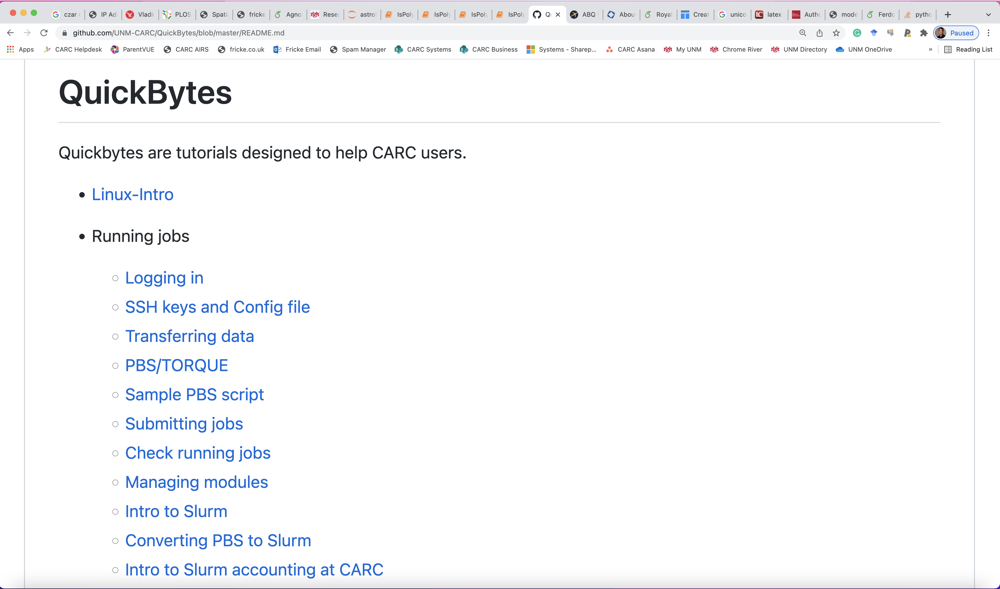 czar
IP Ad
Vladi
PLOS
Spati
fricke
Agno
Rese
astro
IsPoly
IsPoly
IsPoly
IsPoly
Q
ABQ
Abou
Royal
Creat
unico
latex
Autho
mode
Ferdo
pytho
github.com/UNM-CARC/QuickBytes/blob/master/README.md
Paused
Apps
CARC Helpdesk
ParentVUE
CARC AIRS
fricke.co.uk
Fricke Email
Spam Manager
CARC Systems
CARC Business
Systems - Sharep...
CARC Asana
My UNM
Chrome River
UNM Directory
UNM OneDrive
»
Reading List
QuickBytes
Quickbytes are tutorials designed to help CARC users.
Linux-Intro
Running jobs
Logging in
SSH keys and Config file
Transferring data
PBS/TORQUE
Sample PBS script
Submitting jobs
Check running jobs
Managing modules
Intro to Slurm
Converting PBS to Slurm
Intro to Slurm accounting at CARC